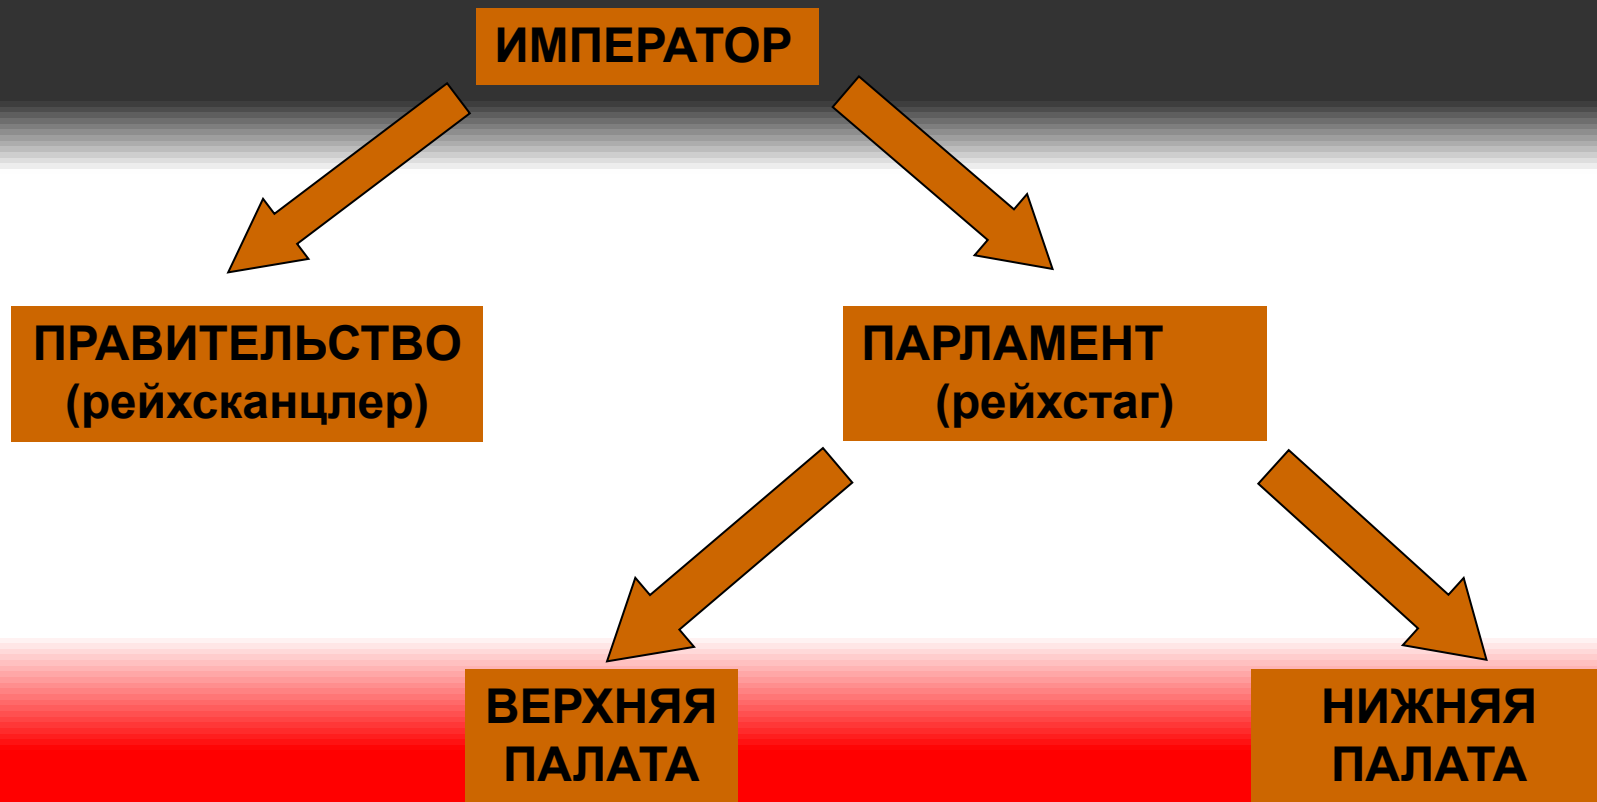 ИМПЕРАТОР
ПРАВИТЕЛЬСТВО
(рейхсканцлер)
ПАРЛАМЕНТ
(рейхстаг)
ВЕРХНЯЯ
ПАЛАТА
НИЖНЯЯ
ПАЛАТА